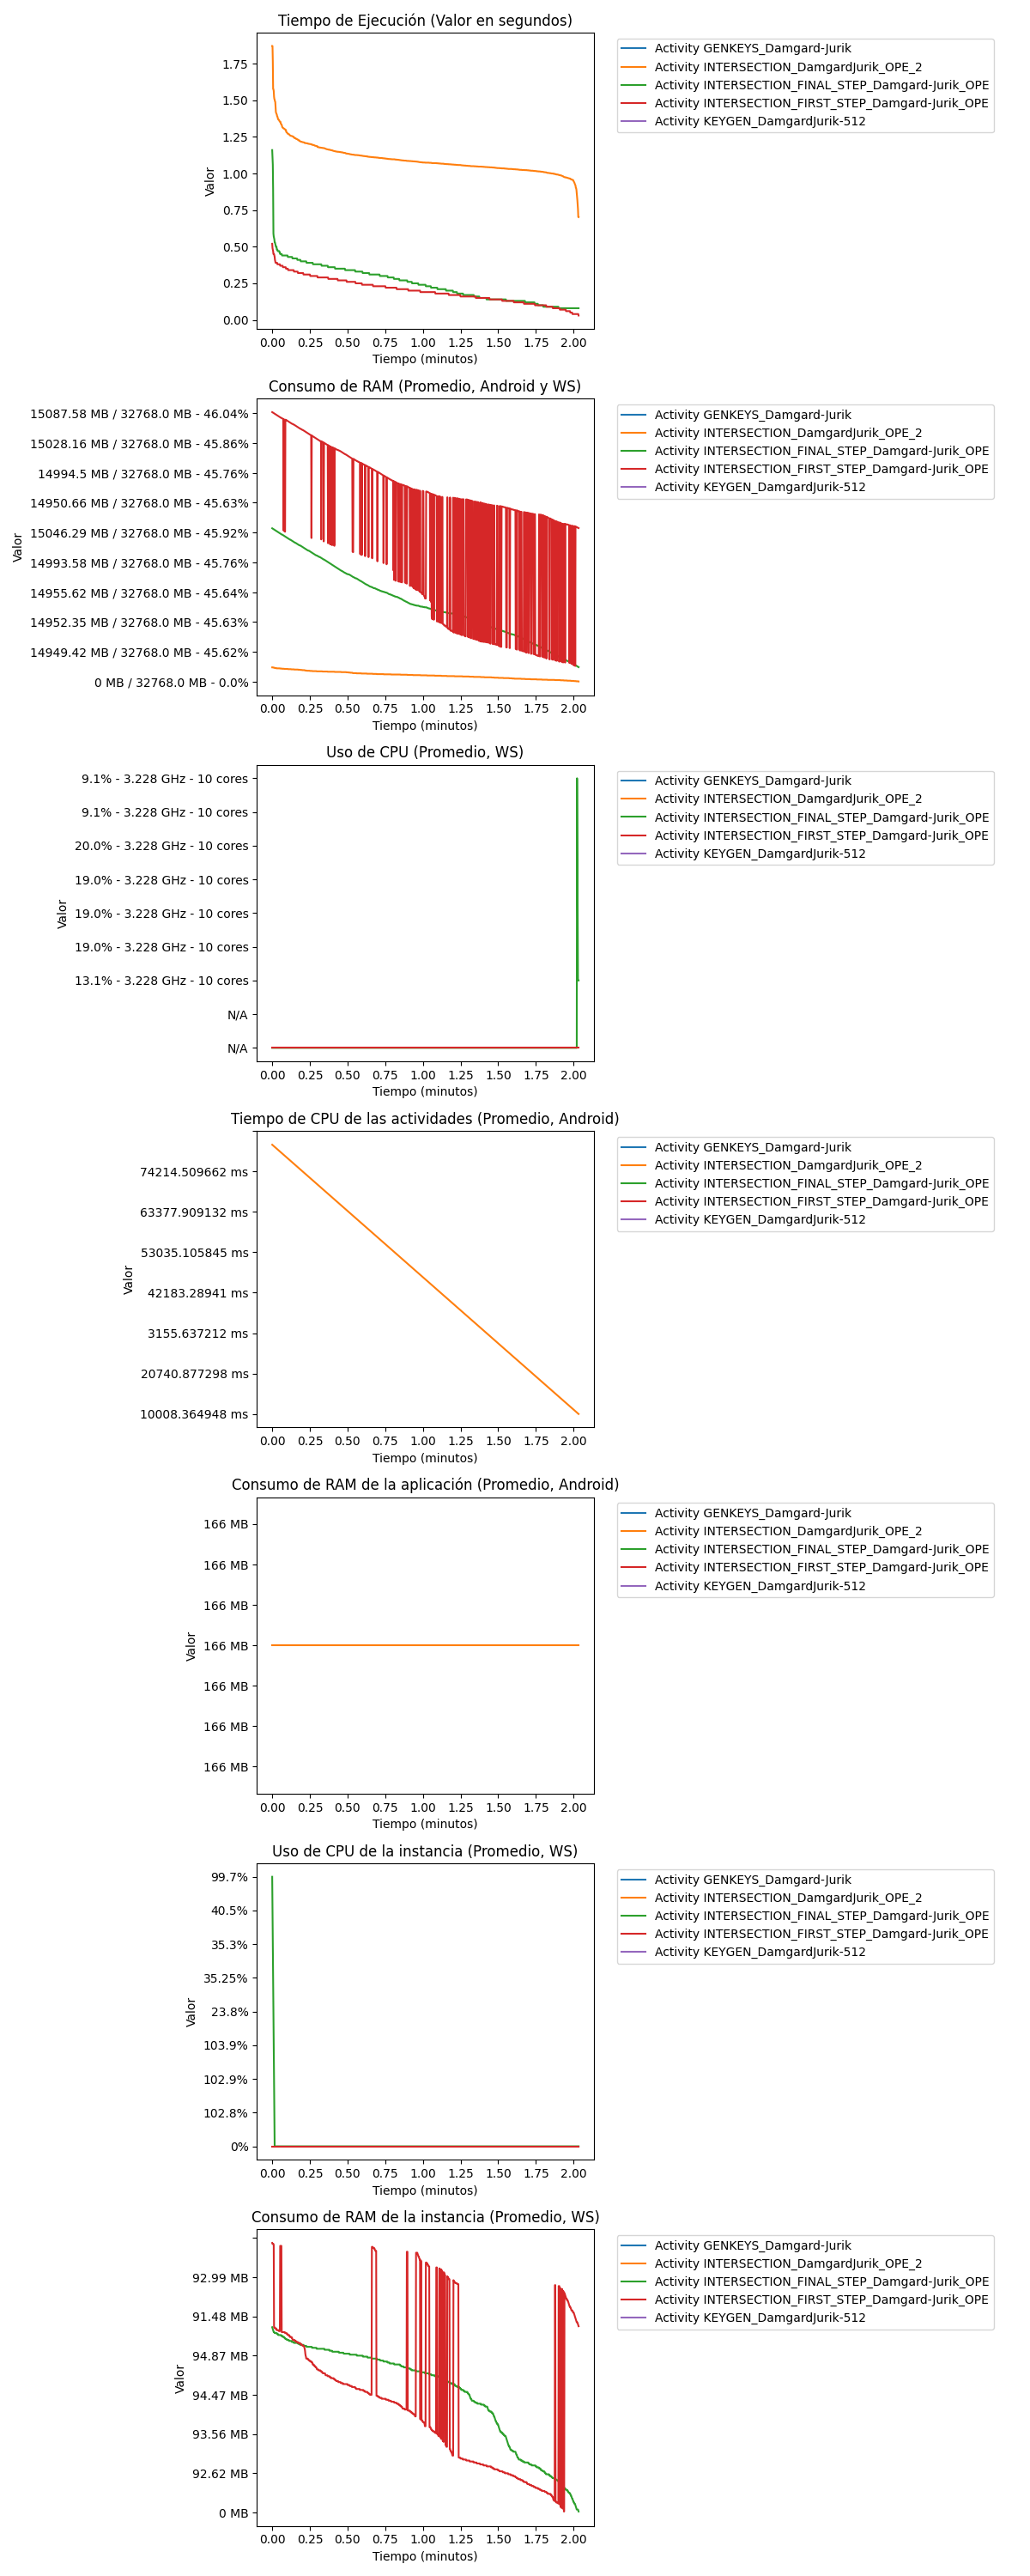 Tiempo de Ejecución (Valor en segundos)
Activity GENKEYS_Damgard-Jurik
Activity INTERSECTION_DamgardJurik_OPE_2
Activity INTERSECTION_FINAL_STEP_Damgard-Jurik_OPE
Activity INTERSECTION_FIRST_STEP_Damgard-Jurik_OPE
Activity KEYGEN_DamgardJurik-512
1.75
1.50
1.25
1.00
0.75
0.50
0.25
0.00
Valor
0.00 0.25 0.50 0.75 1.00 1.25 1.50 1.75 2.00
Tiempo (minutos)
Consumo de RAM (Promedio, Android y WS)
Activity GENKEYS_Damgard-Jurik
Activity INTERSECTION_DamgardJurik_OPE_2
Activity INTERSECTION_FINAL_STEP_Damgard-Jurik_OPE
Activity INTERSECTION_FIRST_STEP_Damgard-Jurik_OPE
Activity KEYGEN_DamgardJurik-512
15087.58 MB / 32768.0 MB - 46.04%
15028.16 MB / 32768.0 MB - 45.86%
14994.5 MB / 32768.0 MB - 45.76%
14950.66 MB / 32768.0 MB - 45.63%
15046.29 MB / 32768.0 MB - 45.92%
14993.58 MB / 32768.0 MB - 45.76%
14955.62 MB / 32768.0 MB - 45.64%
14952.35 MB / 32768.0 MB - 45.63%
14949.42 MB / 32768.0 MB - 45.62%
0 MB / 32768.0 MB - 0.0%
Valor
0.00 0.25 0.50 0.75 1.00 1.25 1.50 1.75 2.00
Tiempo (minutos)
Uso de CPU (Promedio, WS)
Activity GENKEYS_Damgard-Jurik
Activity INTERSECTION_DamgardJurik_OPE_2
Activity INTERSECTION_FINAL_STEP_Damgard-Jurik_OPE
Activity INTERSECTION_FIRST_STEP_Damgard-Jurik_OPE
Activity KEYGEN_DamgardJurik-512
9.1% - 3.228 GHz - 10 cores
9.1% - 3.228 GHz - 10 cores
20.0% - 3.228 GHz - 10 cores
19.0% - 3.228 GHz - 10 cores
19.0% - 3.228 GHz - 10 cores
19.0% - 3.228 GHz - 10 cores
13.1% - 3.228 GHz - 10 cores
N/A
N/A
Valor
0.00 0.25 0.50 0.75 1.00 1.25 1.50 1.75 2.00
Tiempo (minutos)
Tiempo de CPU de las actividades (Promedio, Android)
Activity GENKEYS_Damgard-Jurik
Activity INTERSECTION_DamgardJurik_OPE_2
Activity INTERSECTION_FINAL_STEP_Damgard-Jurik_OPE
Activity INTERSECTION_FIRST_STEP_Damgard-Jurik_OPE
Activity KEYGEN_DamgardJurik-512
74214.509662 ms
63377.909132 ms
53035.105845 ms
42183.28941 ms
3155.637212 ms
20740.877298 ms
10008.364948 ms
Valor
0.00 0.25 0.50 0.75 1.00 1.25 1.50 1.75 2.00
Tiempo (minutos)
Consumo de RAM de la aplicación (Promedio, Android)
Activity GENKEYS_Damgard-Jurik
Activity INTERSECTION_DamgardJurik_OPE_2
Activity INTERSECTION_FINAL_STEP_Damgard-Jurik_OPE
Activity INTERSECTION_FIRST_STEP_Damgard-Jurik_OPE
Activity KEYGEN_DamgardJurik-512
166 MB
166 MB
166 MB
166 MB
166 MB
166 MB
166 MB
Valor
0.00 0.25 0.50 0.75 1.00 1.25 1.50 1.75 2.00
Tiempo (minutos)
Uso de CPU de la instancia (Promedio, WS)
Activity GENKEYS_Damgard-Jurik
Activity INTERSECTION_DamgardJurik_OPE_2
Activity INTERSECTION_FINAL_STEP_Damgard-Jurik_OPE
Activity INTERSECTION_FIRST_STEP_Damgard-Jurik_OPE
Activity KEYGEN_DamgardJurik-512
99.7%
40.5%
35.3%
35.25%
23.8%
103.9%
102.9%
102.8%
0%
Valor
0.00 0.25 0.50 0.75 1.00 1.25 1.50 1.75 2.00
Tiempo (minutos)
Consumo de RAM de la instancia (Promedio, WS)
Activity GENKEYS_Damgard-Jurik
Activity INTERSECTION_DamgardJurik_OPE_2
Activity INTERSECTION_FINAL_STEP_Damgard-Jurik_OPE
Activity INTERSECTION_FIRST_STEP_Damgard-Jurik_OPE
Activity KEYGEN_DamgardJurik-512
92.99 MB
91.48 MB
94.87 MB
94.47 MB
93.56 MB
92.62 MB
0 MB
Valor
0.00 0.25 0.50 0.75 1.00 1.25 1.50 1.75 2.00
Tiempo (minutos)